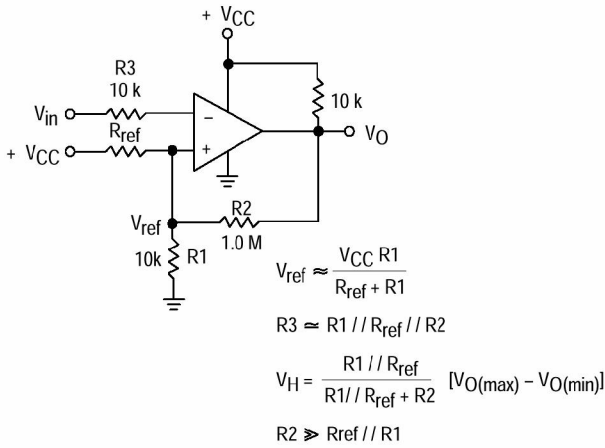 + VCC
R3
10 k
10 k
Vin
−
VO
Rref
+ VCC
+
R2
Vref
1.0 M
10k R1
Vref ≈ VCC R1 / Rref + R1
R3 ≃ R1 // Rref // R2
VH = R1 // Rref / R1// Rref + R2 [VO(max) − VO(min)]
R2 ≫ Rref // R1